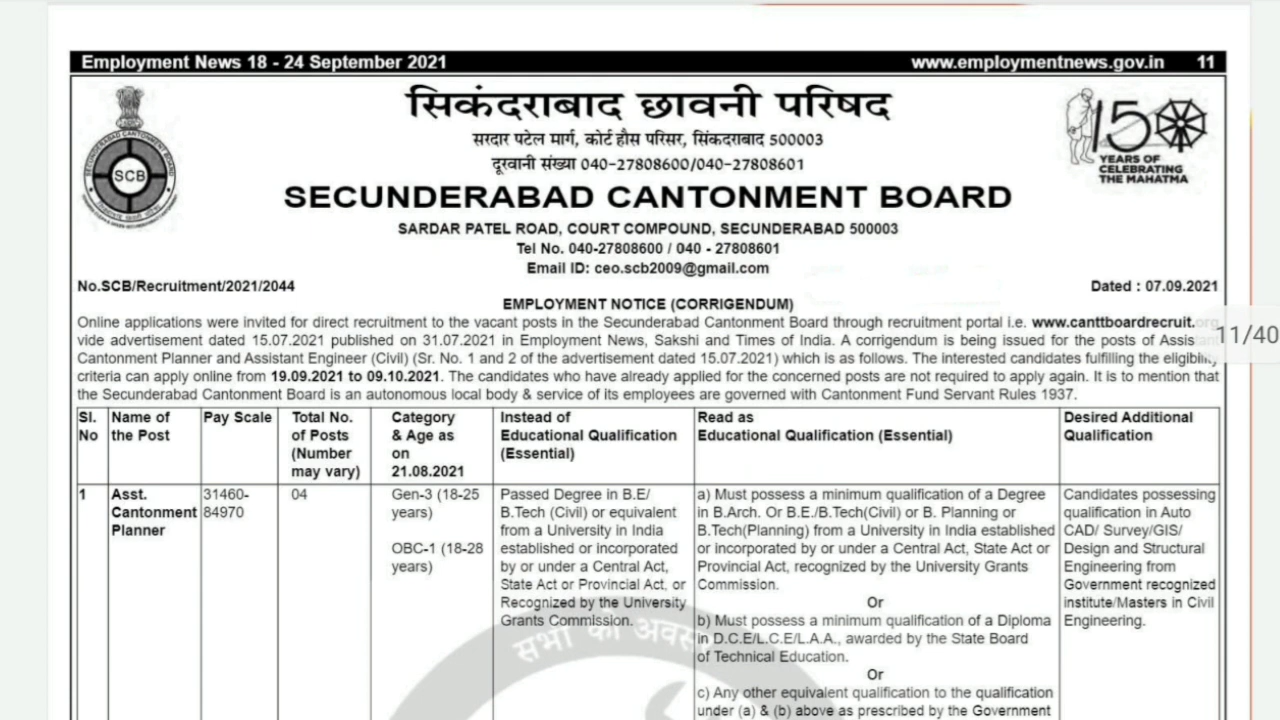 Employment News 18 - 24 September 2021 www.employmentnews.gov.in 11
सिकंदराबाद छावनी परिषद
सरदार पटेल मार्ग, कोर्ट हौस परिसर, सिंकदराबाद 500003
दूरवानी संख्या 040-27808600/040-27808601
SECUNDERABAD CANTONMENT BOARD
SARDAR PATEL ROAD, COURT COMPOUND, SECUNDERABAD 500003
Tel No. 040-27808600 / 040 - 27808601
Email ID: ceo.scb2009@gmail.com
SECUNDERABAD CANTONMENT BOARD
SCB
150
YEARS OF
CELEBRATING
THE MAHATMA
No.SCB/Recruitment/2021/2044 Dated : 07.09.2021
EMPLOYMENT NOTICE (CORRIGENDUM)
Online applications were invited for direct recruitment to the vacant posts in the Secunderabad Cantonment Board through recruitment portal i.e. www.canttboardrecruit.org
vide advertisement dated 15.07.2021 published on 31.07.2021 in Employment News, Sakshi and Times of India. A corrigendum is being issued for the posts of Assistant
Cantonment Planner and Assistant Engineer (Civil) (Sr. No. 1 and 2 of the advertisement dated 15.07.2021) which is as follows. The interested candidates fulfilling the eligibility
criteria can apply online from 19.09.2021 to 09.10.2021. The candidates who have already applied for the concerned posts are not required to apply again. It is to mention that
the Secunderabad Cantonment Board is an autonomous local body & service of its employees are governed with Cantonment Fund Servant Rules 1937.
11/40
Sl.
No
Name of
the Post
Pay Scale
Total No.
of Posts
(Number
may vary)
Category
& Age as
on
21.08.2021
Instead of
Educational Qualification
(Essential)
Read as
Educational Qualification (Essential)
Desired Additional
Qualification
1
Asst.
Cantonment
Planner
31460-
84970
04
Gen-3 (18-25
years)
OBC-1 (18-28
years)
Passed Degree in B.E/
B.Tech (Civil) or equivalent
from a University in India
established or incorporated
by or under a Central Act,
State Act or Provincial Act, or
Recognized by the University
Grants Commission.
a) Must possess a minimum qualification of a Degree
in B.Arch. Or B.E./B.Tech(Civil) or B. Planning or
B.Tech(Planning) from a University in India established
or incorporated by or under a Central Act, State Act or
Provincial Act, recognized by the University Grants
Commission.
Or
b) Must possess a minimum qualification of a Diploma
in D.C.E/L.C.E/L.A.A., awarded by the State Board
of Technical Education.
Or
c) Any other equivalent qualification to the qualification
under (a) & (b) above as prescribed by the Government
Candidates possessing
qualification in Auto
CAD/ Survey/GIS/
Design and Structural
Engineering from
Government recognized
institute/Masters in Civil
Engineering.
सभी को